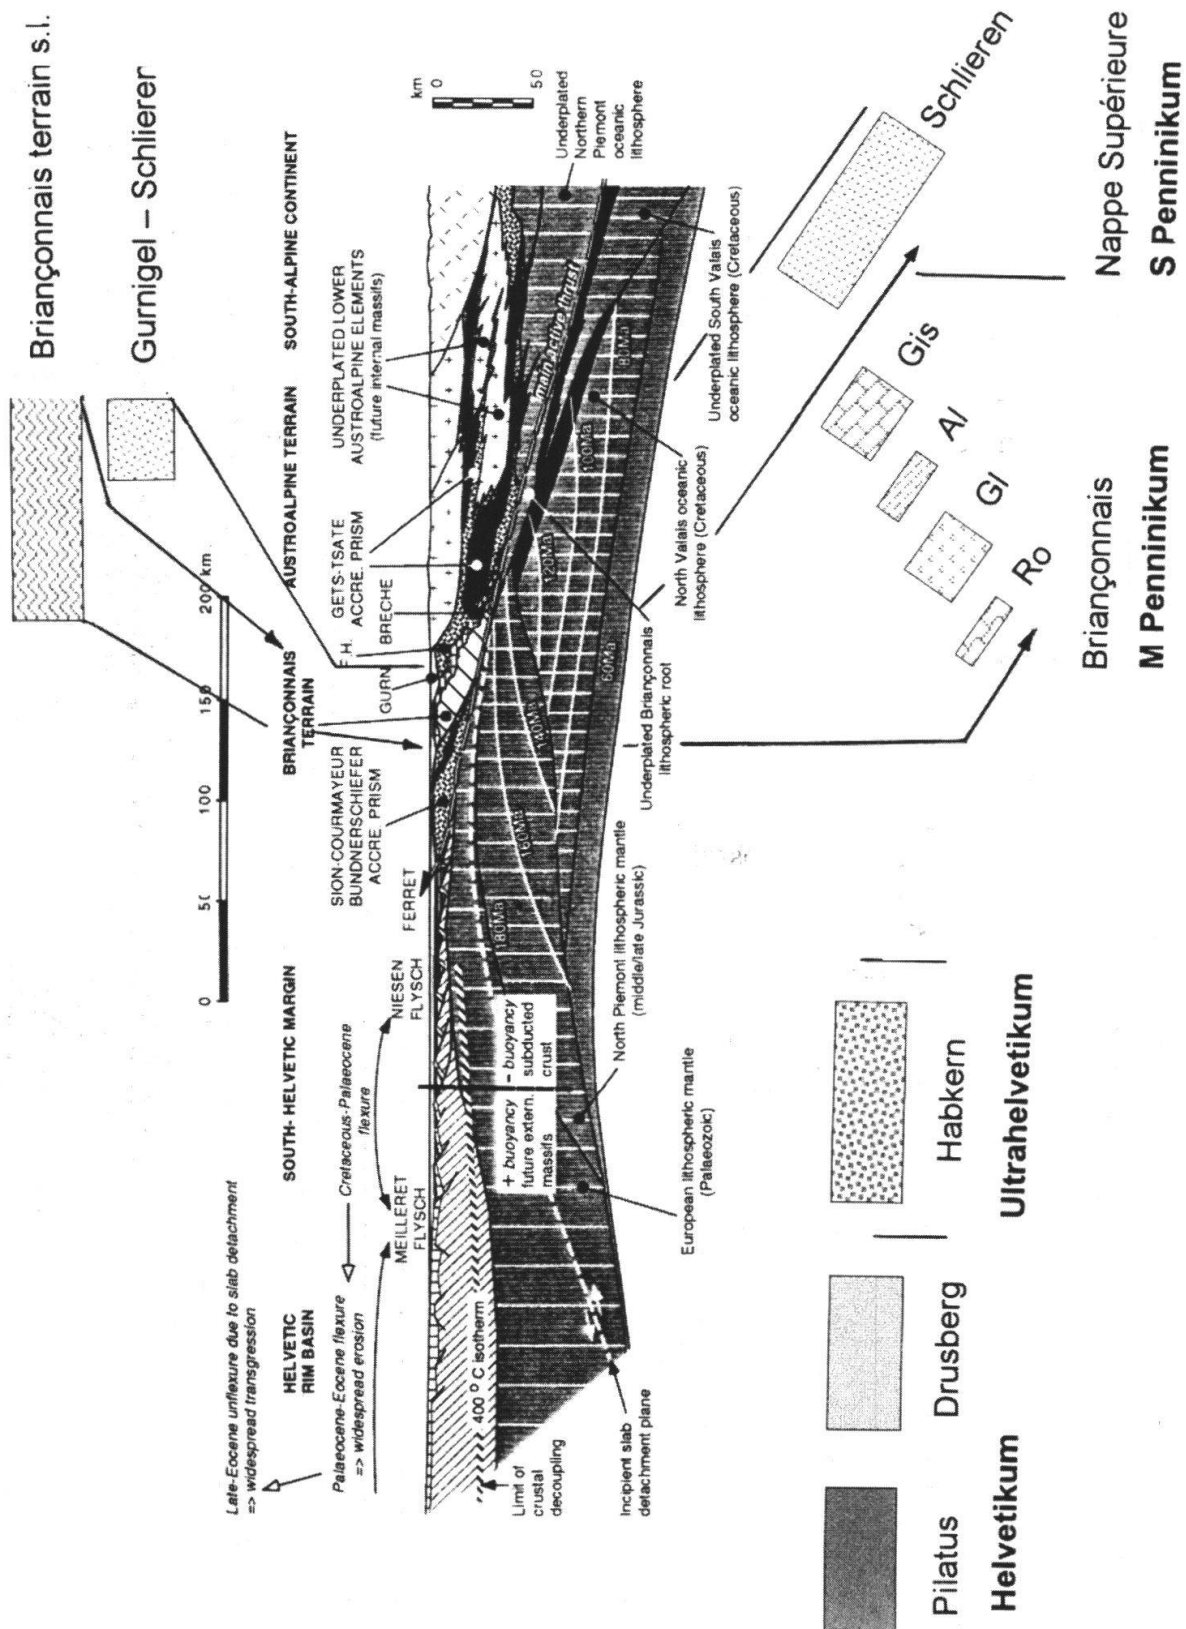 Briançonnais terrain s.l.
Gurnigel – Schlierer
0
50
100
150
200 km
Late-Eocene unflexure due to slab detachment
=> widespread transgression
Palaeocene-Eocene flexure
=> widespread erosion
Cretaceous-Palaeocene
flexure
HELVETIC
RIM BASIN
SOUTH-HELVETIC MARGIN
BRIANÇONNAIS
TERRAIN
AUSTROALPINE TERRAIN
SOUTH-ALPINE CONTINENT
MEILLERET
FLYSCH
NIESEN
FLYSCH
FERRET
SION-COURMAYEUR
BUNDNERSCHIEFER
ACCRE. PRISM
GURN
F.H.
BRECHE
GETS-TSATE
ACCRE. PRISM
UNDERPLATED LOWER
AUSTROALPINE ELEMENTS
(future internal massifs)
km
0
50
400 °C isotherm
+ buoyancy
future extern.
massifs
– buoyancy
subducted
crust
180Ma
160Ma
140Ma
120Ma
100Ma
80Ma
60Ma
main active thrust
Limit of
crustal
decoupling
Incipient slab
detachment plane
European lithospheric mantle
(Palaeozoic)
North Piemont lithospheric mantle
(middle/late Jurassic)
Underplated Briançonnais
lithospheric root
North Valais oceanic
lithosphere (Cretaceous)
Underplated South Valais
oceanic lithosphere (Cretaceous)
Underplated
Northern
Piemont
oceanic
lithosphere
Pilatus
Drusberg
Habkern
Ro
Gl
Al
Gis
Schlieren
Helvetikum
Ultrahelvetikum
Briançonnais
M Penninikum
Nappe Supérieure
S Penninikum